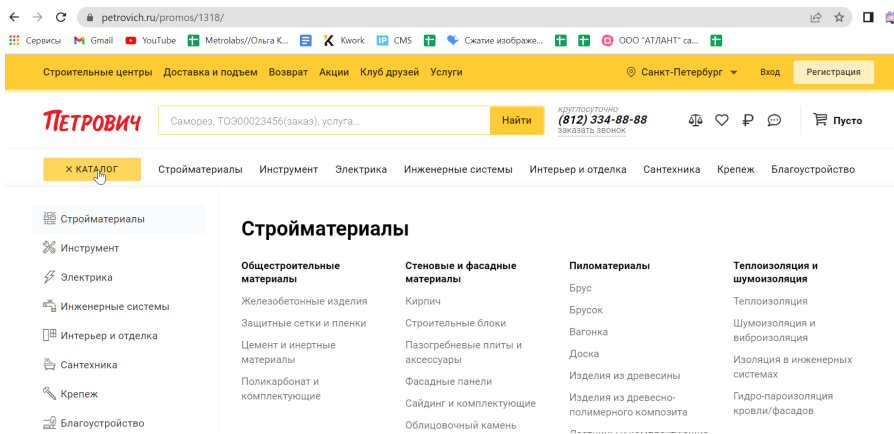 petrovich.ru/promos/1318/
Сервисы Gmail YouTube Metrolabs//Ольга К... Kwork CMS Сжатие изображе... ООО "АТЛАНТ" са...
Строительные центры Доставка и подъем Возврат Акции Клуб друзей Услуги Санкт-Петербург Вход Регистрация
ПЕТРОВИЧ Саморез, ТОЭ00023456(заказ), услуга... Найти
круглосуточно
(812) 334-88-88
заказать звонок
Пусто
× КАТАЛОГ Стройматериалы Инструмент Электрика Инженерные системы Интерьер и отделка Сантехника Крепеж Благоустройство
Стройматериалы
Инструмент
Электрика
Инженерные системы
Интерьер и отделка
Сантехника
Крепеж
Благоустройство
Стройматериалы
Общестроительные
материалы
Железобетонные изделия
Защитные сетки и пленки
Цемент и инертные
материалы
Поликарбонат и
комплектующие
Стеновые и фасадные
материалы
Кирпич
Строительные блоки
Пазогребневые плиты и
аксессуары
Фасадные панели
Сайдинг и комплектующие
Облицовочный камень
Пиломатериалы
Брус
Брусок
Вагонка
Доска
Изделия из древесины
Изделия из древесно-
полимерного композита
Лестницы и комплектующие
Теплоизоляция и
шумоизоляция
Теплоизоляция
Шумоизоляция и
виброизоляция
Изоляция в инженерных
системах
Гидро-пароизоляция
кровли/фасадов